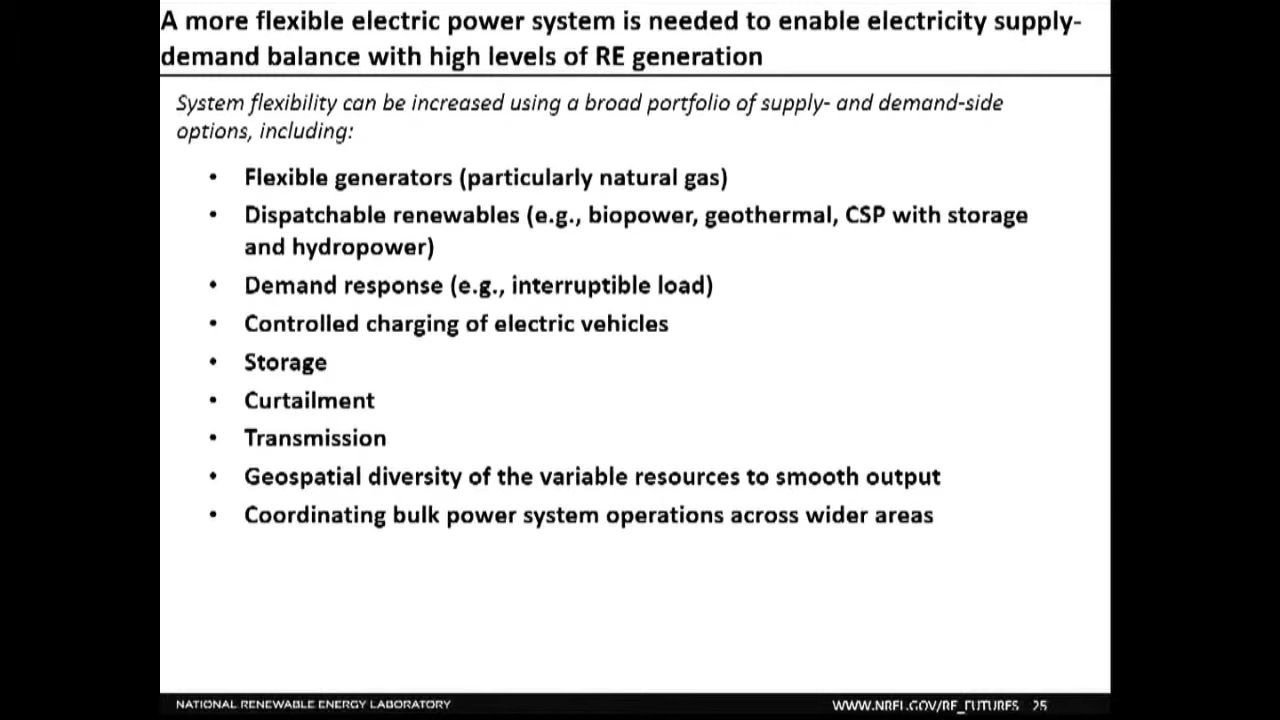 A more flexible electric power system is needed to enable electricity supply-
demand balance with high levels of RE generation
System flexibility can be increased using a broad portfolio of supply- and demand-side
options, including:
• Flexible generators (particularly natural gas)
• Dispatchable renewables (e.g., biopower, geothermal, CSP with storage
and hydropower)
• Demand response (e.g., interruptible load)
• Controlled charging of electric vehicles
• Storage
• Curtailment
• Transmission
• Geospatial diversity of the variable resources to smooth output
• Coordinating bulk power system operations across wider areas
NATIONAL RENEWABLE ENERGY LABORATORY
WWW.NREL.GOV/RE_FUTURES 25